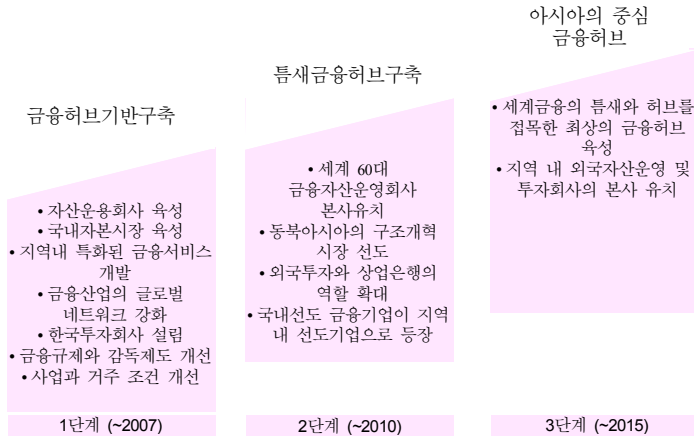 금융허브기반구축
• 자산운용회사 육성
• 국내자본시장 육성
• 지역내 특화된 금융서비스
개발
• 금융산업의 글로벌
네트워크 강화
• 한국투자회사 설립
• 금융규제와 감독제도 개선
• 사업과 거주 조건 개선
1단계 (~2007)
틈새금융허브구축
• 세계 60대
금융자산운영회사
본사유치
• 동북아시아의 구조개혁
시장 선도
• 외국투자와 상업은행의
역할 확대
• 국내선도 금융기업이 지역
내 선도기업으로 등장
2단계 (~2010)
아시아의 중심
금융허브
• 세계금융의 틈새와 허브를
접목한 최상의 금융허브
육성
• 지역 내 외국자산운영 및
투자회사의 본사 유치
3단계 (~2015)